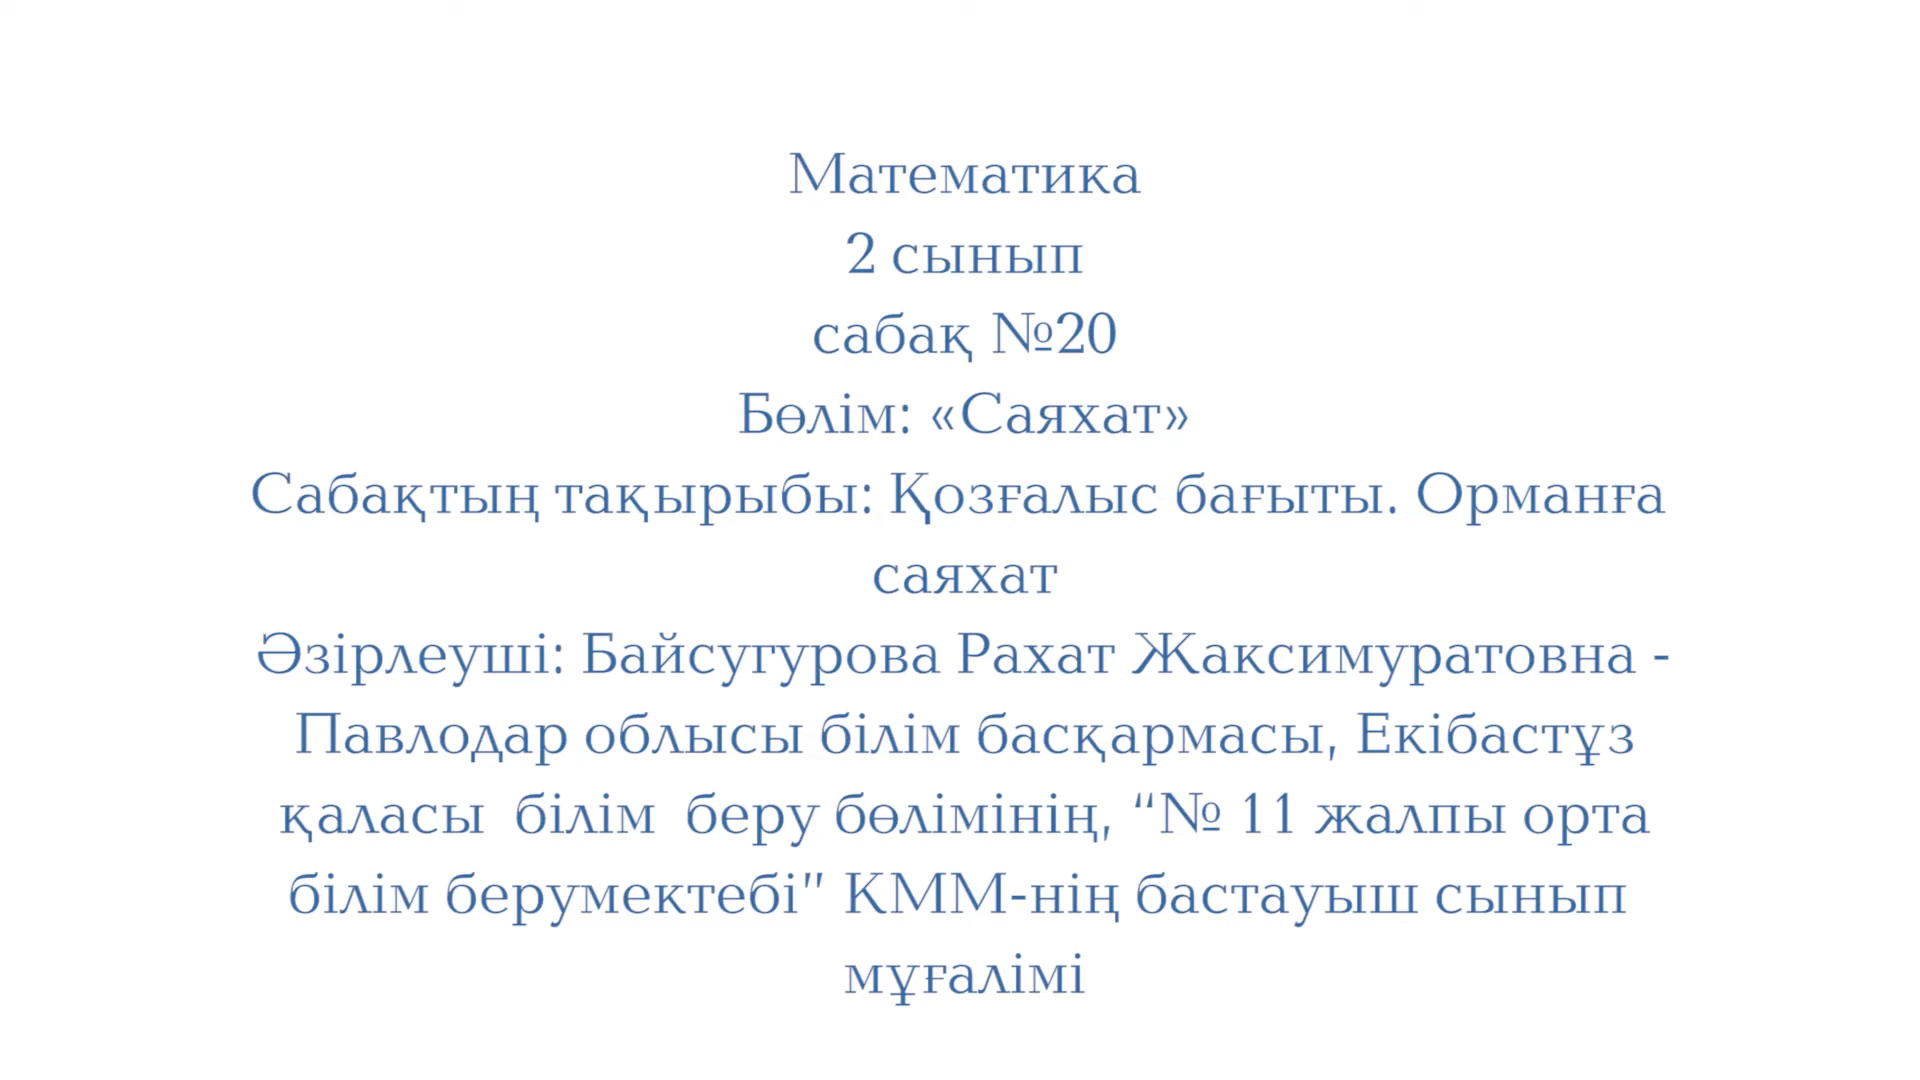 Математика
2 сынып
сабақ №20
Бөлім: «Саяхат»
Сабақтың тақырыбы: Қозғалыс бағыты. Орманға
саяхат
Әзірлеуші: Байсугурова Рахат Жаксимуратовна -
Павлодар облысы білім басқармасы, Екібастұз
қаласы білім беру бөлімінің, “№ 11 жалпы орта
білім берумектебі” КММ-нің бастауыш сынып
мұғалімі